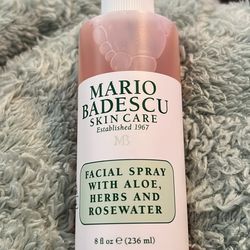 MARIO
BADESCU
SKIN CARE
Established 1967
MB
FACIAL SPRAY
WITH ALOE,
HERBS AND
ROSEWATER
8 fl oz ℮ (236 ml)